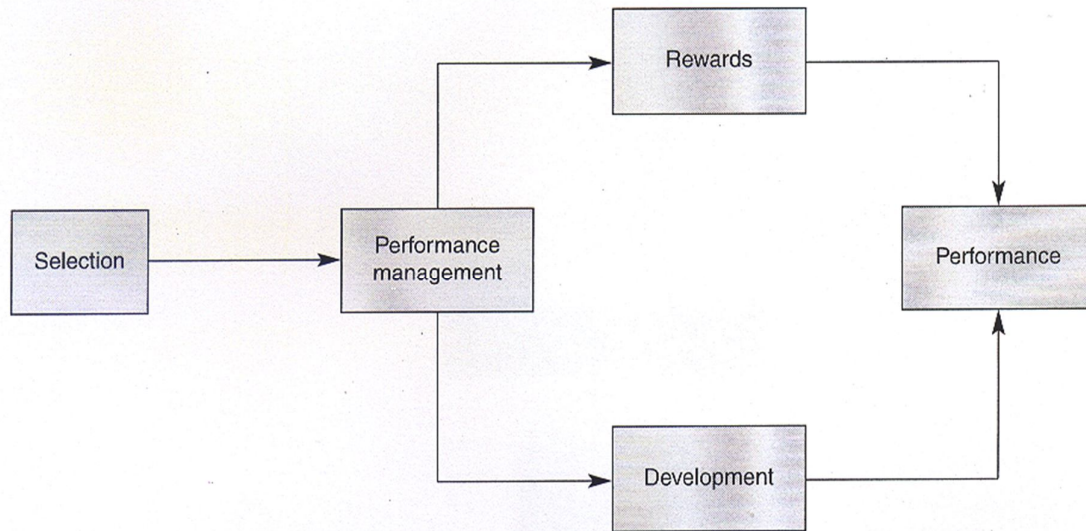 Rewards
Selection
Performance
management
Performance
Development